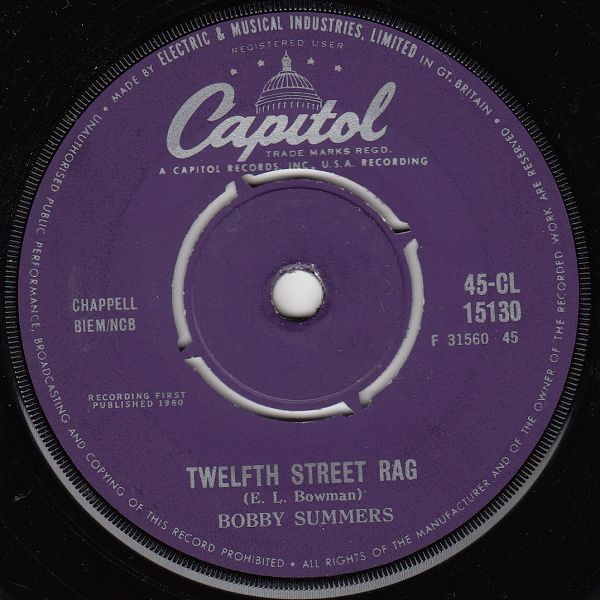 MADE BY ELECTRIC & MUSICAL INDUSTRIES, LIMITED IN GT. BRITAIN • ALL RIGHTS OF THE MANUFACTURER AND OF THE OWNER OF THE RECORDED WORK ARE RESERVED • UNAUTHORISED PUBLIC PERFORMANCE, BROADCASTING AND COPYING OF THIS RECORD PROHIBITED •
REGISTERED USER
Capitol
TRADE MARKS REGD.
A CAPITOL RECORDS, INC., U.S.A. RECORDING
CHAPPELL
BIEM/NCB
45-CL
15130
F 31560 45
RECORDING FIRST
PUBLISHED 1960
TWELFTH STREET RAG
(E. L. Bowman)
BOBBY SUMMERS